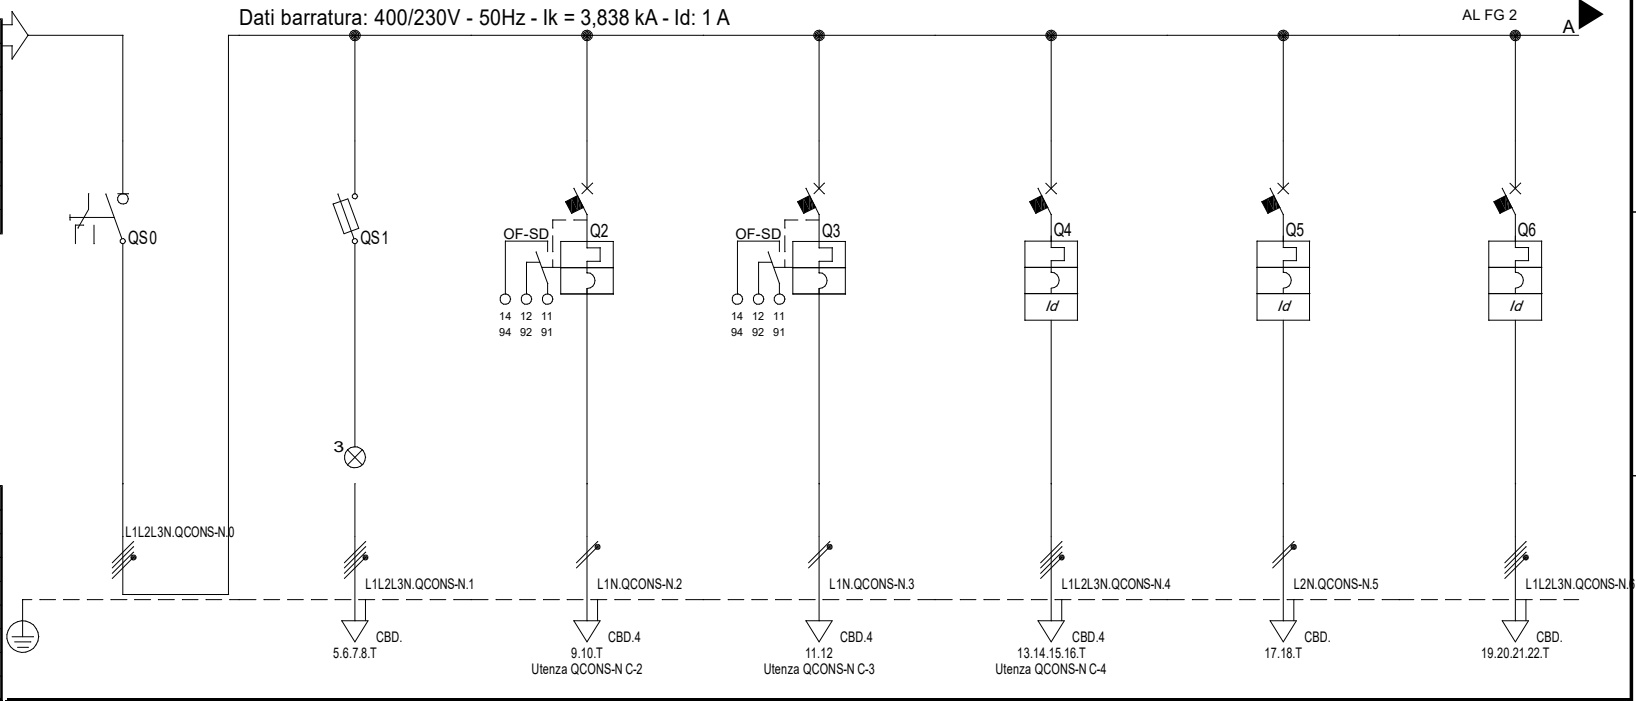 Dati barratura: 400/230V - 50Hz - Ik = 3,838 kA - Id: 1 A
AL FG 2
A
QS0
QS1
OF-SD
Q2
OF-SD
Q3
Q4
Q5
Q6
14 12 11
94 92 91
14 12 11
94 92 91
Id
Id
Id
3
L1L2L3N.QCONS-N.0
L1L2L3N.QCONS-N.1
L1N.QCONS-N.2
L1N.QCONS-N.3
L1L2L3N.QCONS-N.4
L2N.QCONS-N.5
L1L2L3N.QCONS-N.6
CBD.
CBD.4
CBD.4
CBD.4
CBD.
CBD.
5.6.7.8.T
9.10.T
11.12
13.14.15.16.T
17.18.T
19.20.21.22.T
Utenza QCONS-N C-2
Utenza QCONS-N C-3
Utenza QCONS-N C-4